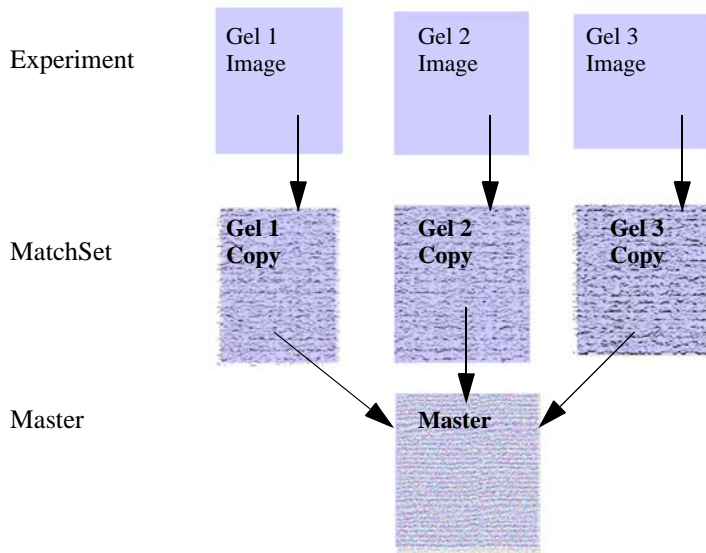 Experiment
Gel 1
Image
Gel 2
Image
Gel 3
Image
MatchSet
Gel 1
Copy
Gel 2
Copy
Gel 3
Copy
Master
Master